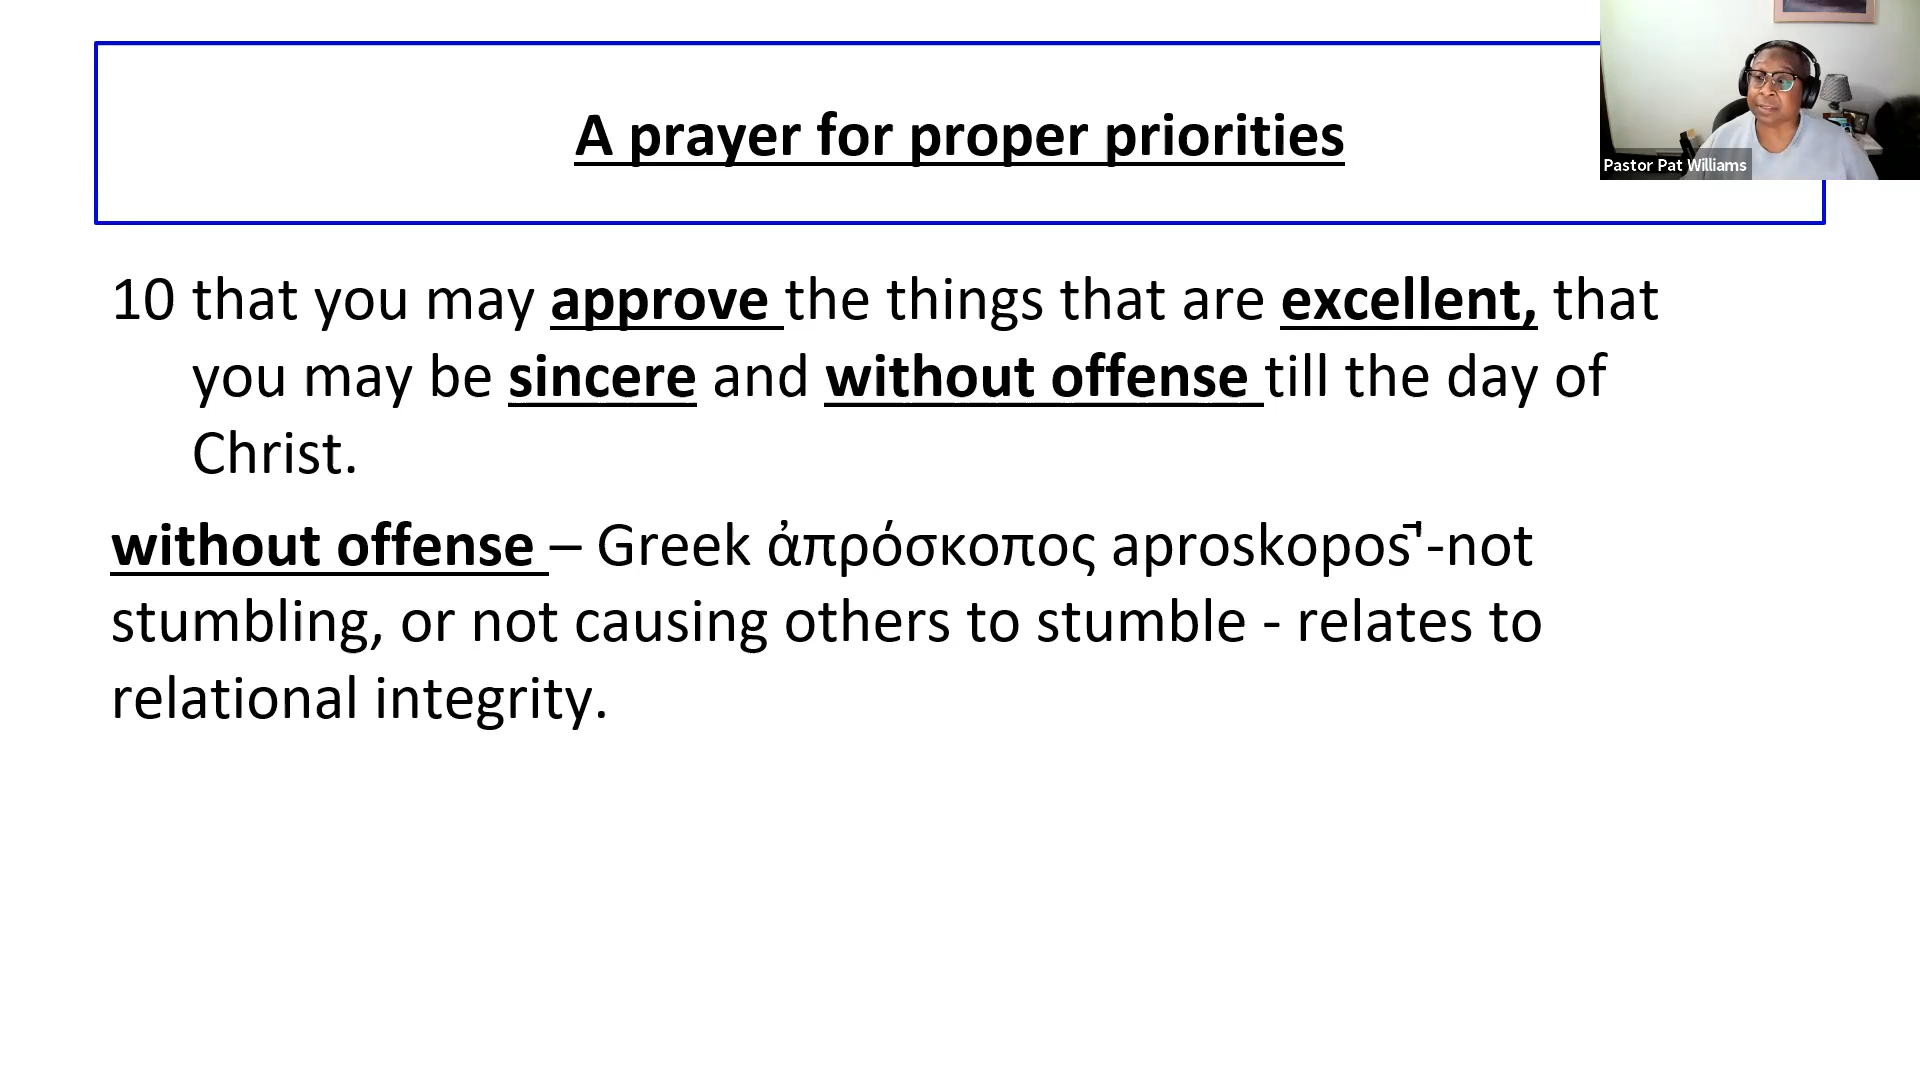 A prayer for proper priorities
Pastor Pat Williams
10 that you may approve the things that are excellent, that
you may be sincere and without offense till the day of
Christ.
without offense – Greek ἀπρόσκοπος aproskopos ̄'-not
stumbling, or not causing others to stumble - relates to
relational integrity.